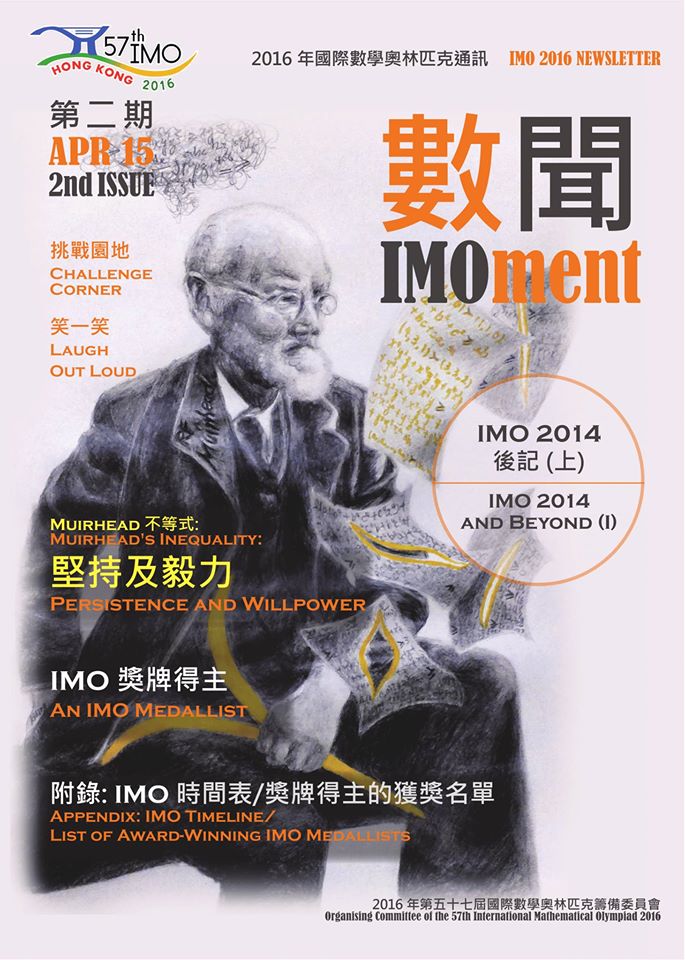 57th
IMO
HONG KONG
2016
2016 年國際數學奧林匹克通訊 IMO 2016 NEWSLETTER
第二期
APR 15
2nd ISSUE
數聞
IMOment
挑戰園地
CHALLENGE
CORNER
笑一笑
LAUGH
OUT LOUD
IMO 2014
後記 (上)
IMO 2014
AND BEYOND (I)
MUIRHEAD 不等式:
MUIRHEAD'S INEQUALITY:
堅持及毅力
PERSISTENCE AND WILLPOWER
IMO 獎牌得主
AN IMO MEDALLIST
附錄: IMO 時間表/獎牌得主的獲獎名單
APPENDIX: IMO TIMELINE/
LIST OF AWARD-WINNING IMO MEDALLISTS
2016 年第五十七屆國際數學奧林匹克籌備委員會
Organising Committee of the 57th International Mathematical Olympiad 2016